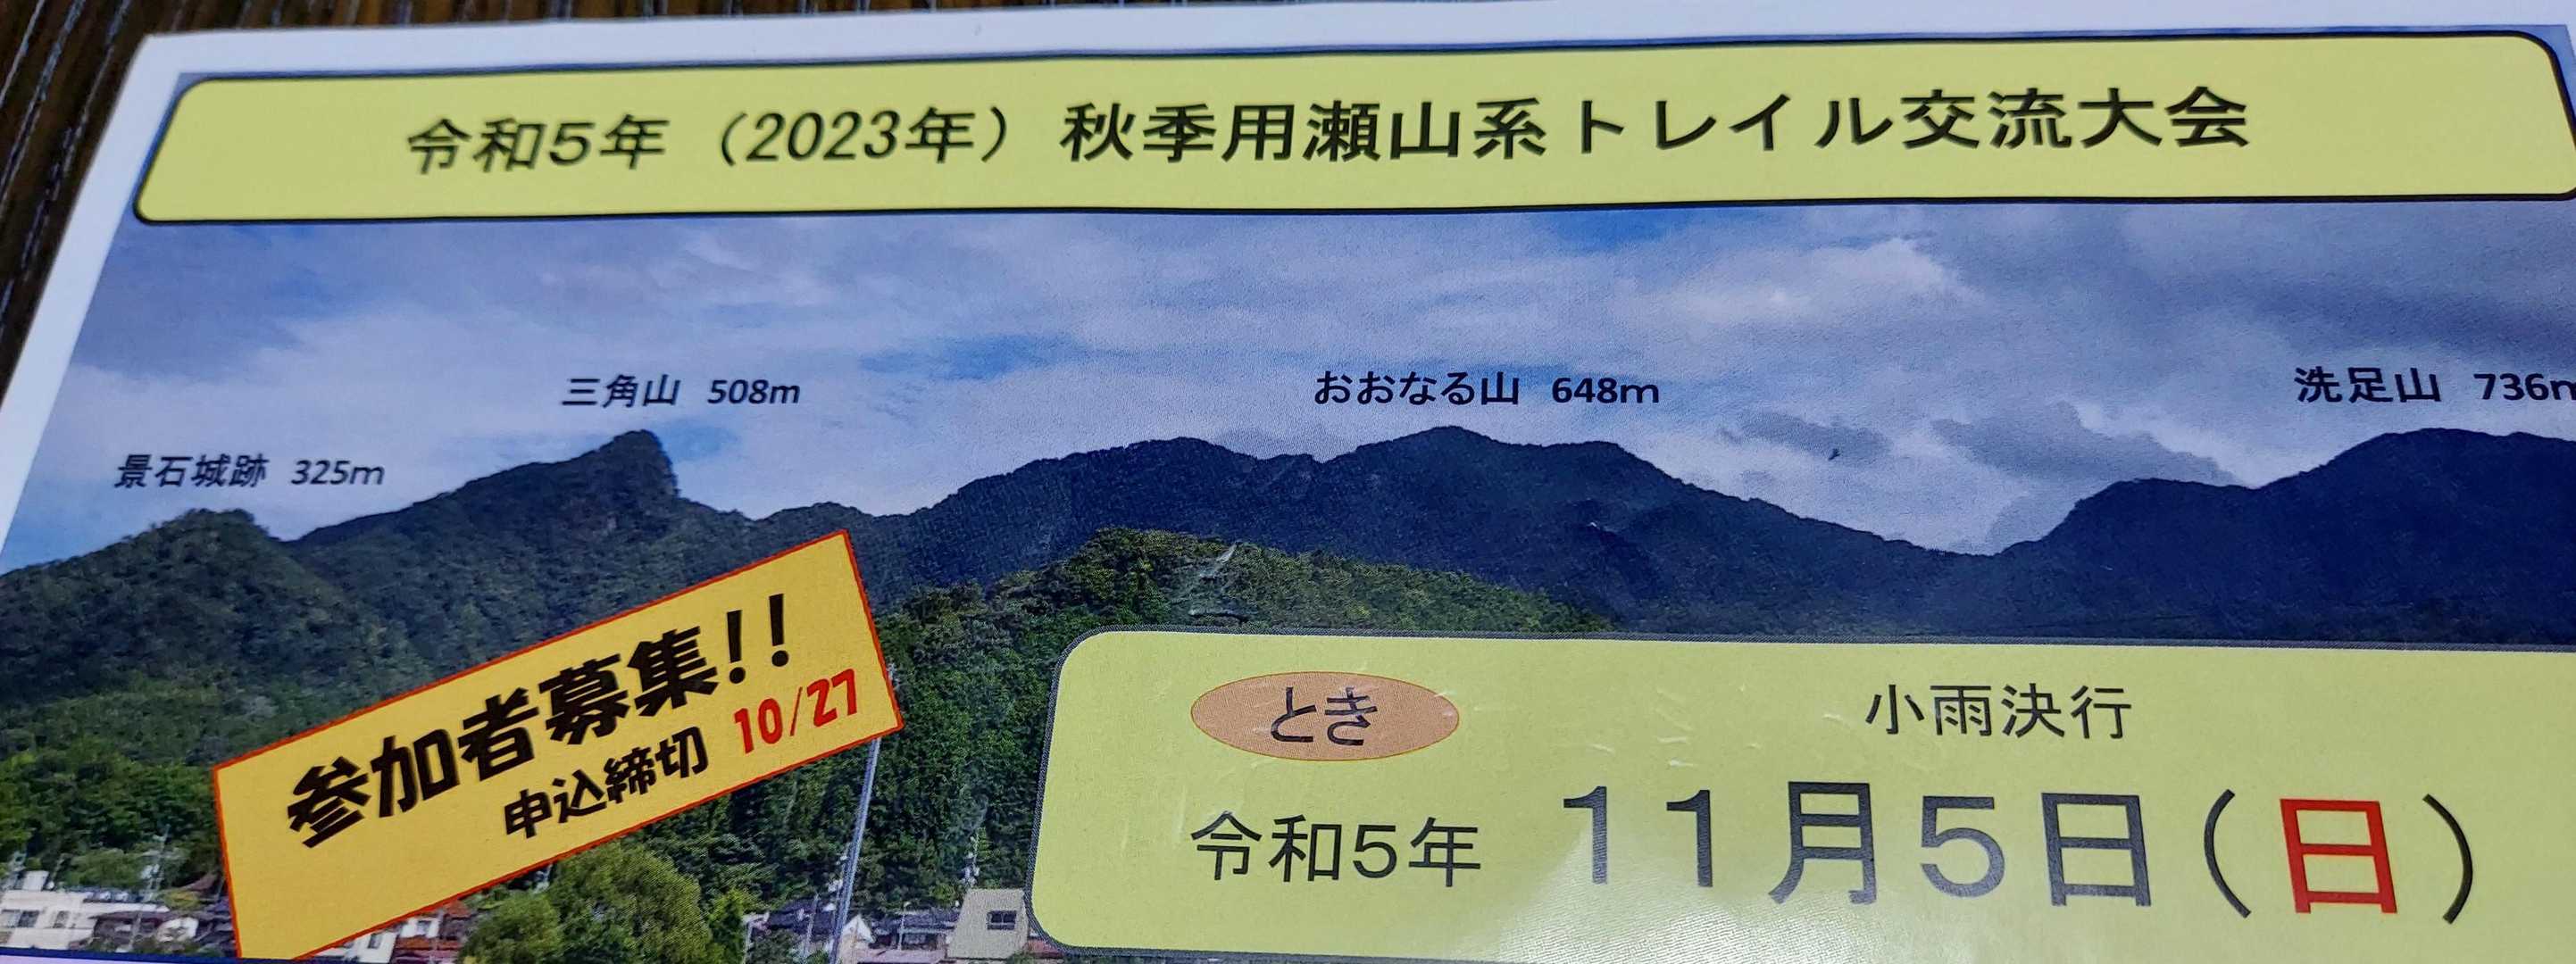 令和5年（2023年）秋季用瀬山系トレイル交流大会
三角山 508m
おおなる山 648m
洗足山 736m
景石城跡 325m
参加者募集!!
申込締切 10/27
とき
小雨決行
令和5年 11月5日(日)